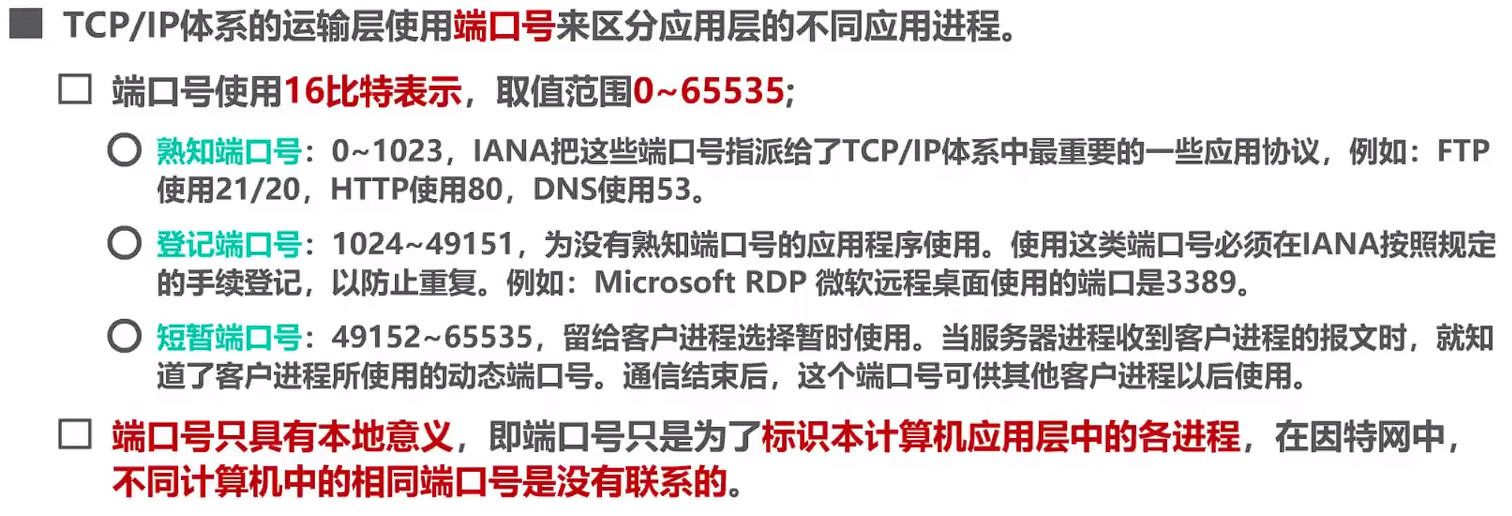 TCP/IP体系的运输层使用端口号来区分应用层的不同应用进程。
端口号使用16比特表示，取值范围0~65535;
熟知端口号：0~1023，IANA把这些端口号指派给了TCP/IP体系中最重要的一些应用协议，例如：FTP
使用21/20，HTTP使用80，DNS使用53。
登记端口号：1024~49151，为没有熟知端口号的应用程序使用。使用这类端口号必须在IANA按照规定
的手续登记，以防止重复。例如：Microsoft RDP 微软远程桌面使用的端口是3389。
短暂端口号：49152~65535，留给客户进程选择暂时使用。当服务器进程收到客户进程的报文时，就知
道了客户进程所使用的动态端口号。通信结束后，这个端口号可供其他客户进程以后使用。
端口号只具有本地意义，即端口号只是为了标识本计算机应用层中的各进程，在因特网中，
不同计算机中的相同端口号是没有联系的。